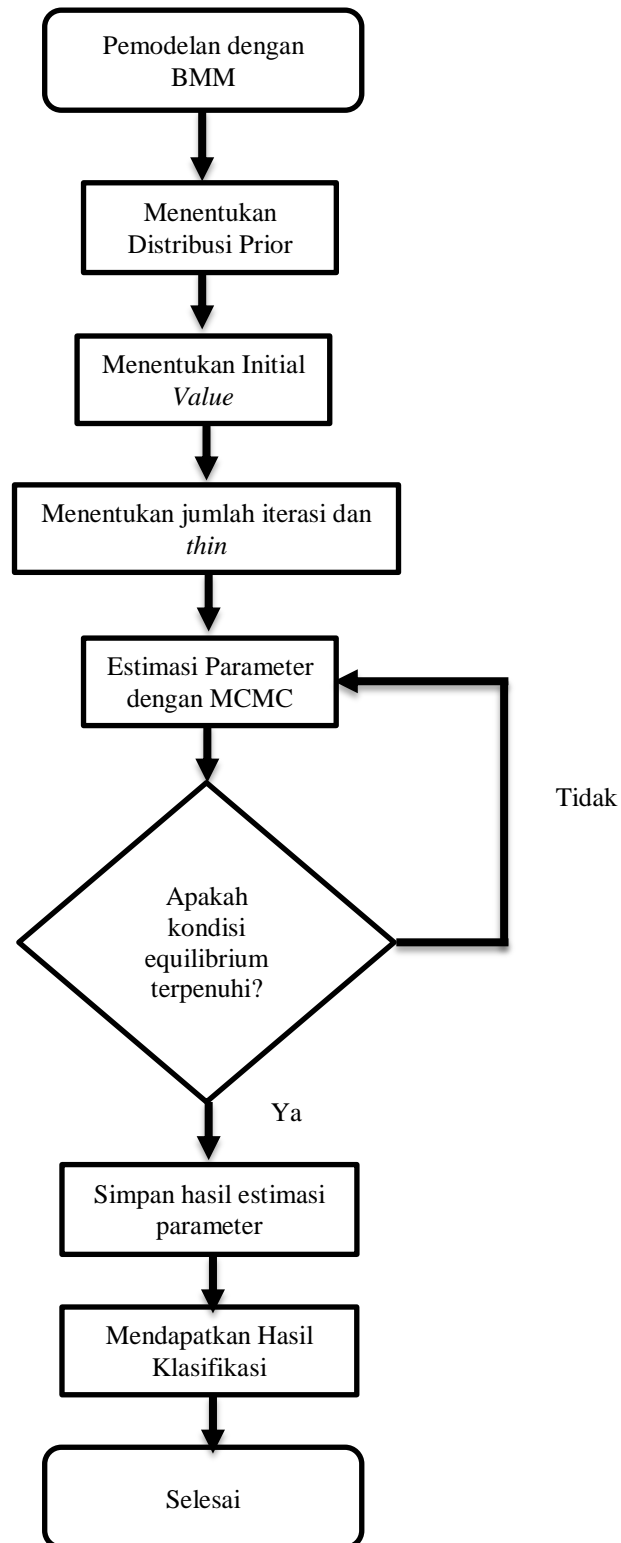 Pemodelan dengan
BMM
Menentukan
Distribusi Prior
Menentukan Initial
Value
Menentukan jumlah iterasi dan
thin
Estimasi Parameter
dengan MCMC
Tidak
Apakah
kondisi
equilibrium
terpenuhi?
Ya
Simpan hasil estimasi
parameter
Mendapatkan Hasil
Klasifikasi
Selesai